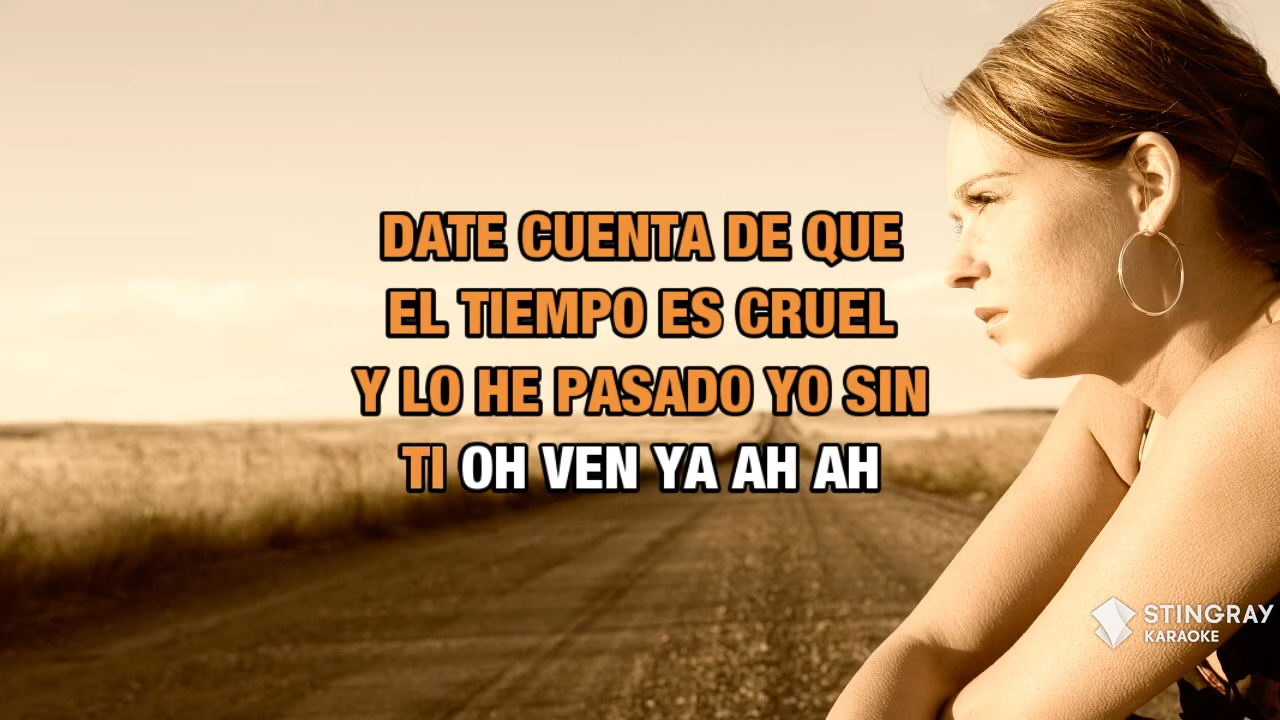 DATE CUENTA DE QUE
EL TIEMPO ES CRUEL
Y LO HE PASADO YO SIN
TI OH VEN YA AH AH
STINGRAY
KARAOKE